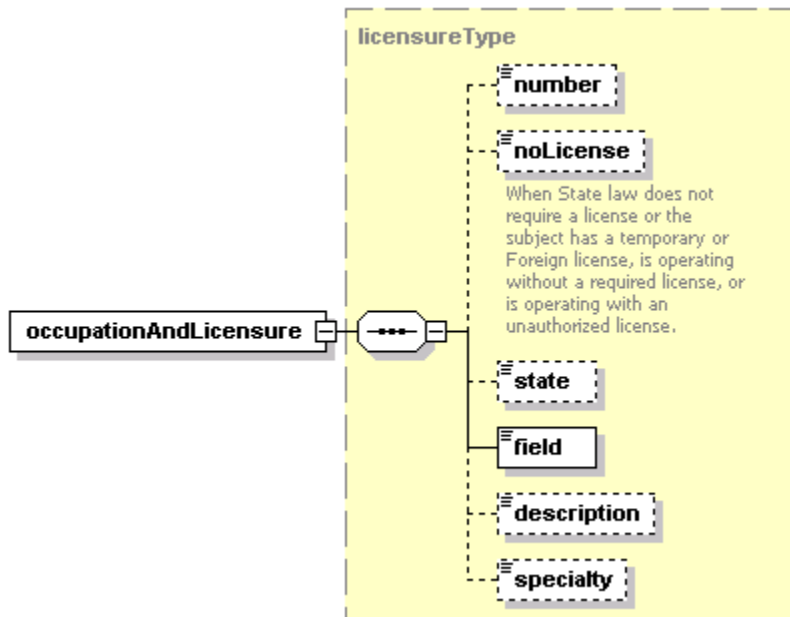 licensureType
number
noLicense
When State law does not
require a license or the
subject has a temporary or
Foreign license, is operating
without a required license, or
is operating with an
unauthorized license.
occupationAndLicensure
state
field
description
specialty